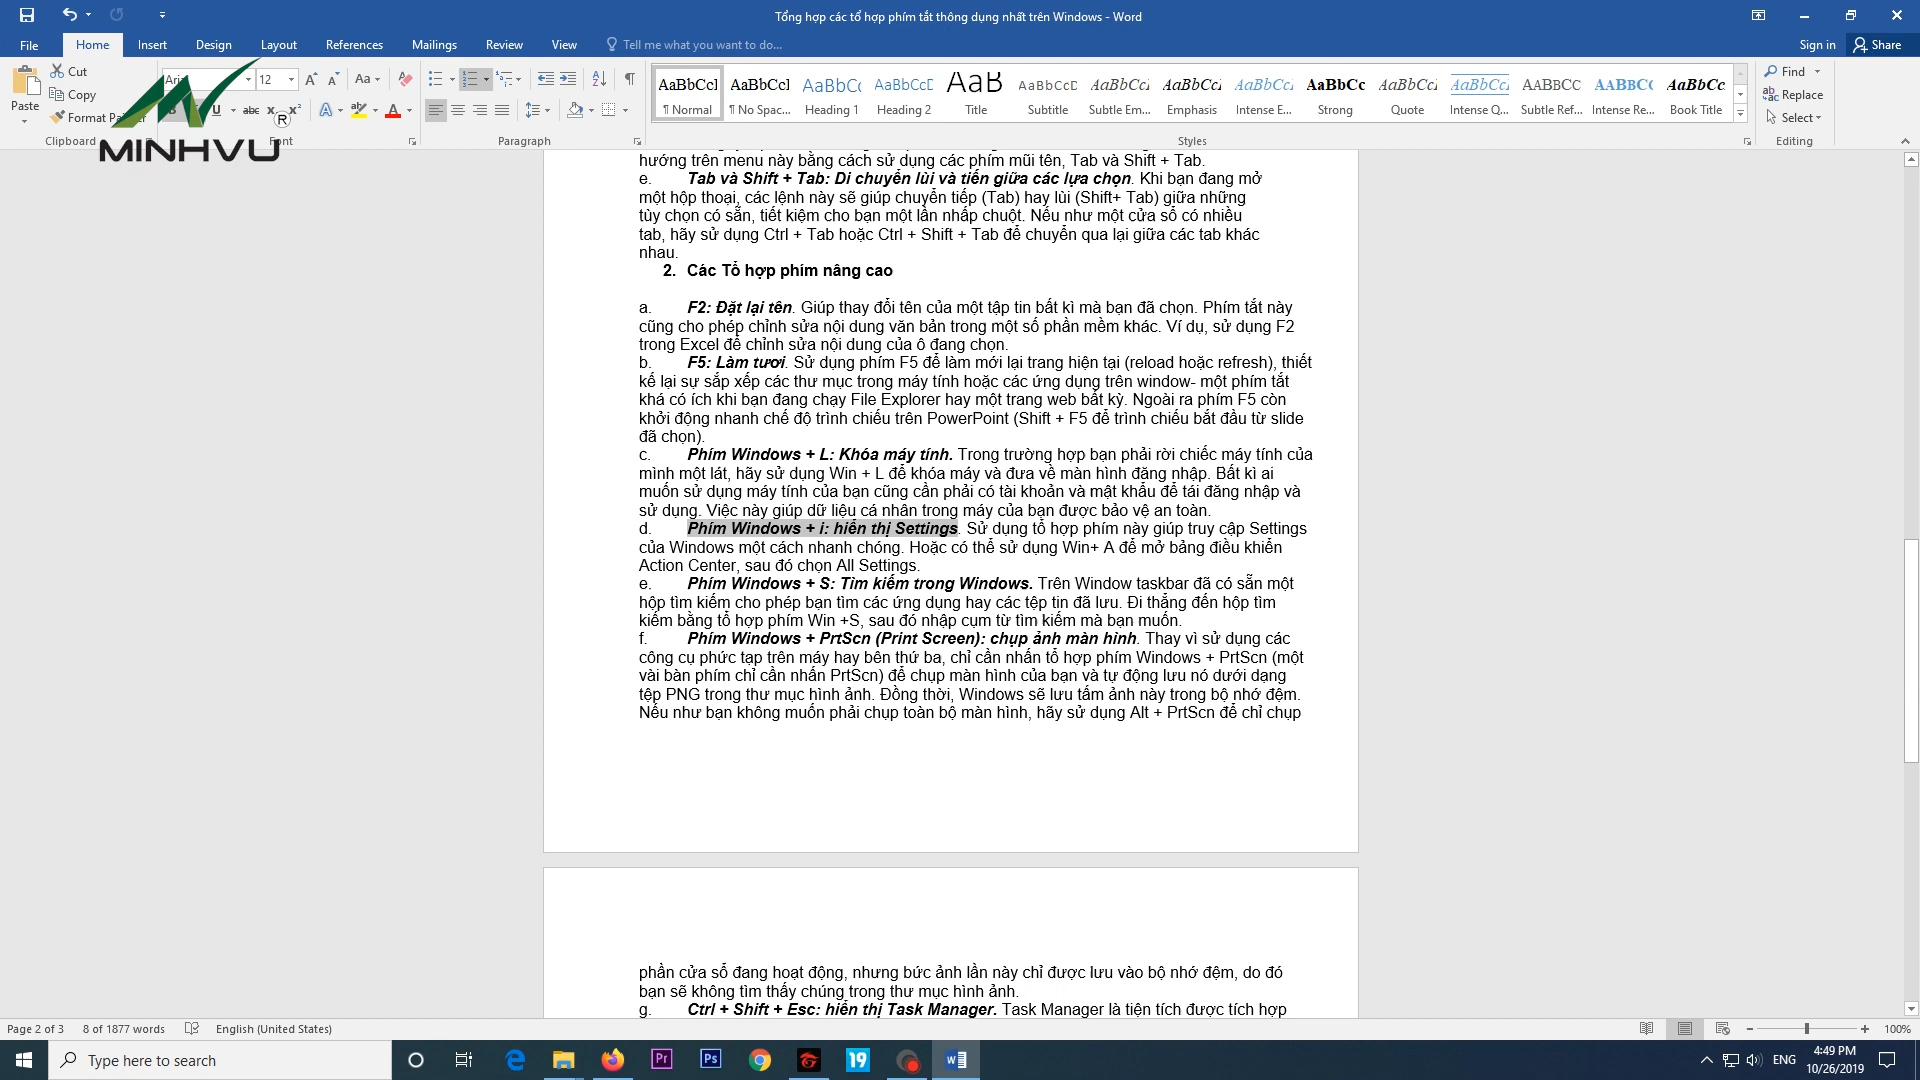 Tổng hợp các tổ hợp phím tắt thông dụng nhất trên Windows - Word
File Home Insert Design Layout References Mailings Review View Tell me what you want to do... Sign in Share
Paste Cut Copy Format
12 Aa
MINHVU ®
AaBbCcI AaBbCcI AaBbCc AaBbCcD AaB AaBbCcD AaBbCcI AaBbCcI AaBbCcI AaBbCc AaBbCcI AaBbCcI AABBCC AABBCC AaBbCc
¶ Normal ¶ No Spac... Heading 1 Heading 2 Title Subtitle Subtle Em... Emphasis Intense E... Strong Quote Intense Q... Subtle Ref... Intense Re... Book Title
Find Replace Select
Clipboard Font Paragraph Styles Editing
hướng trên menu này bằng cách sử dụng các phím mũi tên, Tab và Shift + Tab.
e. Tab và Shift + Tab: Di chuyển lùi và tiến giữa các lựa chọn. Khi bạn đang mở
một hộp thoại, các lệnh này sẽ giúp chuyển tiếp (Tab) hay lùi (Shift+ Tab) giữa những
tùy chọn có sẵn, tiết kiệm cho bạn một lần nhấp chuột. Nếu như một cửa sổ có nhiều
tab, hãy sử dụng Ctrl + Tab hoặc Ctrl + Shift + Tab để chuyển qua lại giữa các tab khác
nhau.
2. Các Tổ hợp phím nâng cao
a. F2: Đặt lại tên. Giúp thay đổi tên của một tập tin bất kì mà bạn đã chọn. Phím tắt này
cũng cho phép chỉnh sửa nội dung văn bản trong một số phần mềm khác. Ví dụ, sử dụng F2
trong Excel để chỉnh sửa nội dung của ô đang chọn.
b. F5: Làm tươi. Sử dụng phím F5 để làm mới lại trang hiện tại (reload hoặc refresh), thiết
kế lại sự sắp xếp các thư mục trong máy tính hoặc các ứng dụng trên window- một phím tắt
khá có ích khi bạn đang chạy File Explorer hay một trang web bất kỳ. Ngoài ra phím F5 còn
khởi động nhanh chế độ trình chiếu trên PowerPoint (Shift + F5 để trình chiếu bắt đầu từ slide
đã chọn).
c. Phím Windows + L: Khóa máy tính. Trong trường hợp bạn phải rời chiếc máy tính của
mình một lát, hãy sử dụng Win + L để khóa máy và đưa về màn hình đăng nhập. Bất kì ai
muốn sử dụng máy tính của bạn cũng cần phải có tài khoản và mật khẩu để tái đăng nhập và
sử dụng. Việc này giúp dữ liệu cá nhân trong máy của bạn được bảo vệ an toàn.
d. Phím Windows + i: hiển thị Settings. Sử dụng tổ hợp phím này giúp truy cập Settings
của Windows một cách nhanh chóng. Hoặc có thể sử dụng Win+ A để mở bảng điều khiển
Action Center, sau đó chọn All Settings.
e. Phím Windows + S: Tìm kiếm trong Windows. Trên Window taskbar đã có sẵn một
hộp tìm kiếm cho phép bạn tìm các ứng dụng hay các tệp tin đã lưu. Đi thẳng đến hộp tìm
kiếm bằng tổ hợp phím Win +S, sau đó nhập cụm từ tìm kiếm mà bạn muốn.
f. Phím Windows + PrtScn (Print Screen): chụp ảnh màn hình. Thay vì sử dụng các
công cụ phức tạp trên máy hay bên thứ ba, chỉ cần nhấn tổ hợp phím Windows + PrtScn (một
vài bàn phím chỉ cần nhấn PrtScn) để chụp màn hình của bạn và tự động lưu nó dưới dạng
tệp PNG trong thư mục hình ảnh. Đồng thời, Windows sẽ lưu tấm ảnh này trong bộ nhớ đệm.
Nếu như bạn không muốn phải chụp toàn bộ màn hình, hãy sử dụng Alt + PrtScn để chỉ chụp
phần cửa sổ đang hoạt động, nhưng bức ảnh lần này chỉ được lưu vào bộ nhớ đệm, do đó
bạn sẽ không tìm thấy chúng trong thư mục hình ảnh.
g. Ctrl + Shift + Esc: hiển thị Task Manager. Task Manager là tiện tích được tích hợp
Page 2 of 3 8 of 1877 words English (United States) 100%
Type here to search Pr Ps 19 ENG 4:49 PM
10/26/2019